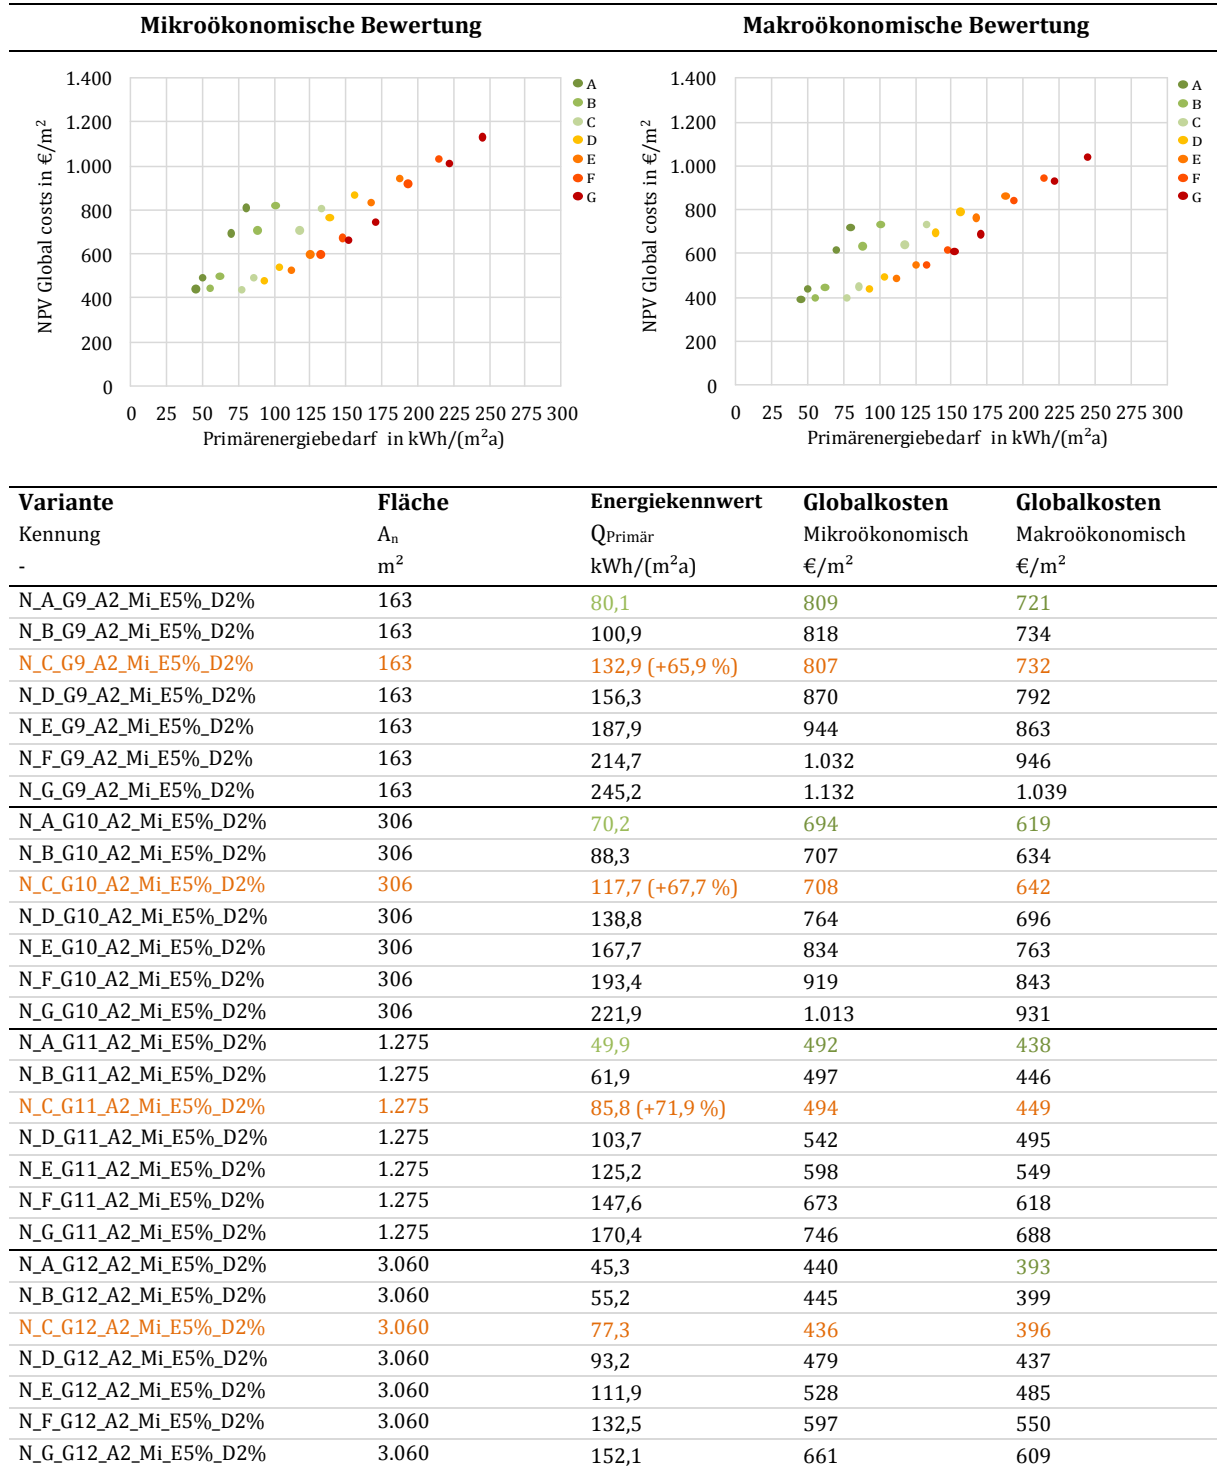 Mikroökonomische Bewertung
Makroökonomische Bewertung
NPV Global costs in €/m²
1.400
1.200
1.000
800
600
400
200
0
0 25 50 75 100 125 150 175 200 225 250 275 300
Primärenergiebedarf in kWh/(m²a)
A
B
C
D
E
F
G
NPV Global costs in €/m²
1.400
1.200
1.000
800
600
400
200
0
0 25 50 75 100 125 150 175 200 225 250 275 300
Primärenergiebedarf in kWh/(m²a)
A
B
C
D
E
F
G
Variante Fläche Energiekennwert Globalkosten Globalkosten
Kennung An QPrimär Mikroökonomisch Makroökonomisch
- m² kWh/(m²a) €/m² €/m²
N_A_G9_A2_Mi_E5%_D2% 163 80,1 809 721
N_B_G9_A2_Mi_E5%_D2% 163 100,9 818 734
N_C_G9_A2_Mi_E5%_D2% 163 132,9 (+65,9 %) 807 732
N_D_G9_A2_Mi_E5%_D2% 163 156,3 870 792
N_E_G9_A2_Mi_E5%_D2% 163 187,9 944 863
N_F_G9_A2_Mi_E5%_D2% 163 214,7 1.032 946
N_G_G9_A2_Mi_E5%_D2% 163 245,2 1.132 1.039
N_A_G10_A2_Mi_E5%_D2% 306 70,2 694 619
N_B_G10_A2_Mi_E5%_D2% 306 88,3 707 634
N_C_G10_A2_Mi_E5%_D2% 306 117,7 (+67,7 %) 708 642
N_D_G10_A2_Mi_E5%_D2% 306 138,8 764 696
N_E_G10_A2_Mi_E5%_D2% 306 167,7 834 763
N_F_G10_A2_Mi_E5%_D2% 306 193,4 919 843
N_G_G10_A2_Mi_E5%_D2% 306 221,9 1.013 931
N_A_G11_A2_Mi_E5%_D2% 1.275 49,9 492 438
N_B_G11_A2_Mi_E5%_D2% 1.275 61,9 497 446
N_C_G11_A2_Mi_E5%_D2% 1.275 85,8 (+71,9 %) 494 449
N_D_G11_A2_Mi_E5%_D2% 1.275 103,7 542 495
N_E_G11_A2_Mi_E5%_D2% 1.275 125,2 598 549
N_F_G11_A2_Mi_E5%_D2% 1.275 147,6 673 618
N_G_G11_A2_Mi_E5%_D2% 1.275 170,4 746 688
N_A_G12_A2_Mi_E5%_D2% 3.060 45,3 440 393
N_B_G12_A2_Mi_E5%_D2% 3.060 55,2 445 399
N_C_G12_A2_Mi_E5%_D2% 3.060 77,3 436 396
N_D_G12_A2_Mi_E5%_D2% 3.060 93,2 479 437
N_E_G12_A2_Mi_E5%_D2% 3.060 111,9 528 485
N_F_G12_A2_Mi_E5%_D2% 3.060 132,5 597 550
N_G_G12_A2_Mi_E5%_D2% 3.060 152,1 661 609